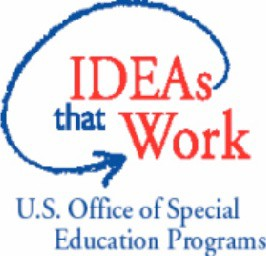 IDEAs
that Work
U.S. Office of Special
Education Programs